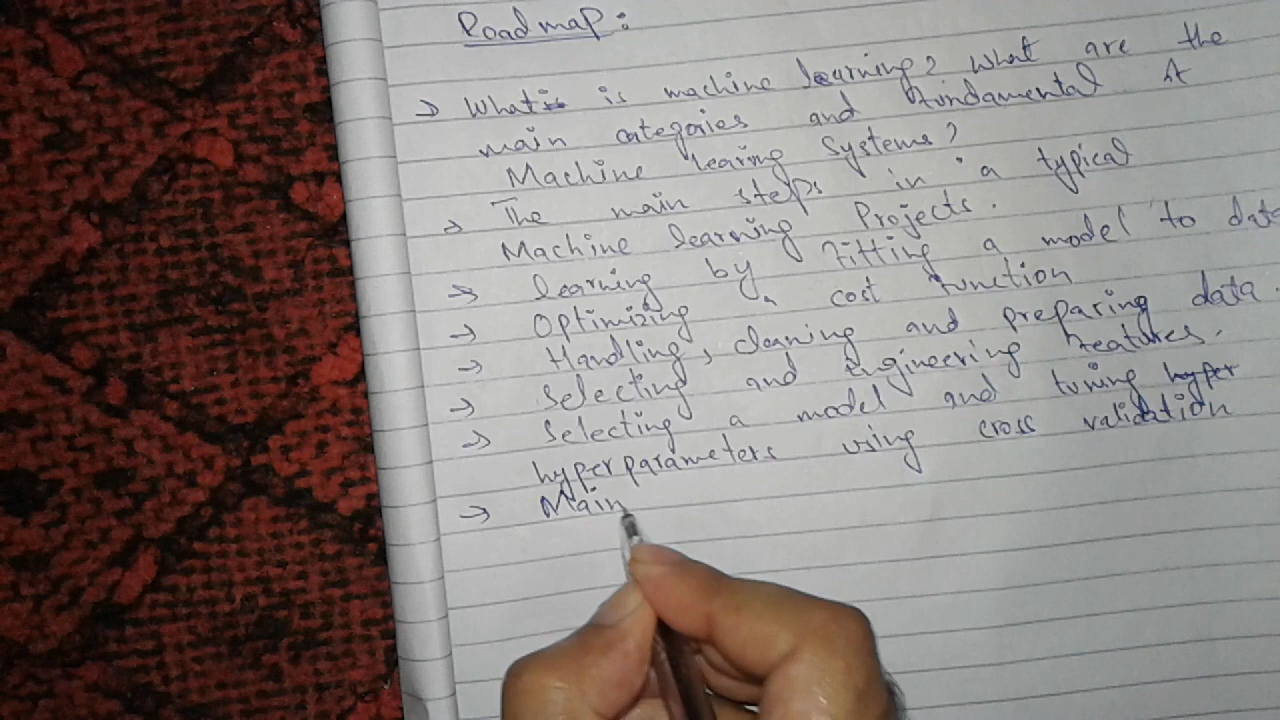 Road map:
→ What is is machine learning? What are the
main categories and fundamental of
Machine learing Systems?
→ The main steps in a typical
Machine learning Projects.
→ learning by fitting a model to data
→ Optimizing a cost function
→ Handling, cleaning and preparing data.
→ Selecting and engineering features.
→ Selecting a model and tuning hyper
hyperparameters using cross validation
→ Main